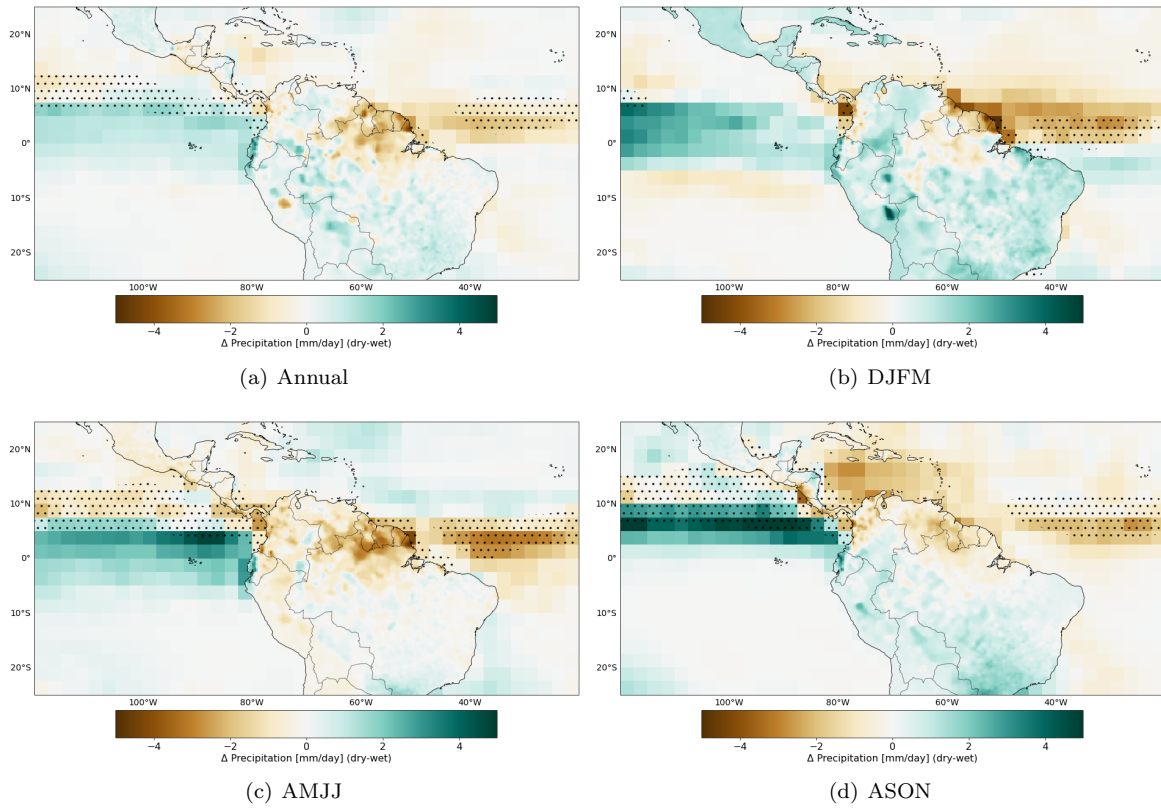 20°N
10°N
0°
10°S
20°S
100°W 80°W 60°W 40°W
−4 −2 0 2 4
Δ Precipitation [mm/day] (dry-wet)
(a) Annual
20°N
10°N
0°
10°S
20°S
100°W 80°W 60°W 40°W
−4 −2 0 2 4
Δ Precipitation [mm/day] (dry-wet)
(b) DJFM
20°N
10°N
0°
10°S
20°S
100°W 80°W 60°W 40°W
−4 −2 0 2 4
Δ Precipitation [mm/day] (dry-wet)
(c) AMJJ
20°N
10°N
0°
10°S
20°S
100°W 80°W 60°W 40°W
−4 −2 0 2 4
Δ Precipitation [mm/day] (dry-wet)
(d) ASON